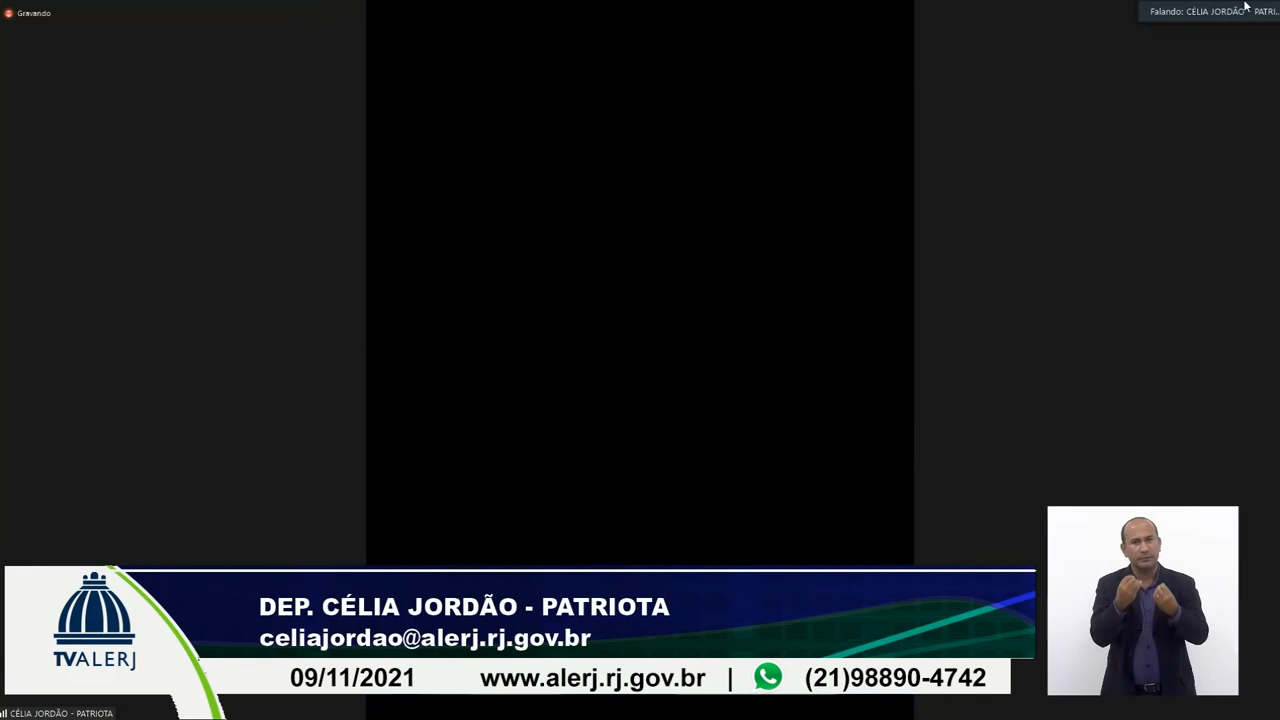 Gravando
Falando: CÉLIA JORDÃO - PATRI...
DEP. CÉLIA JORDÃO - PATRIOTA
celiajordao@alerj.rj.gov.br
TVALERJ
09/11/2021 www.alerj.rj.gov.br | (21)98890-4742
CÉLIA JORDÃO - PATRIOTA